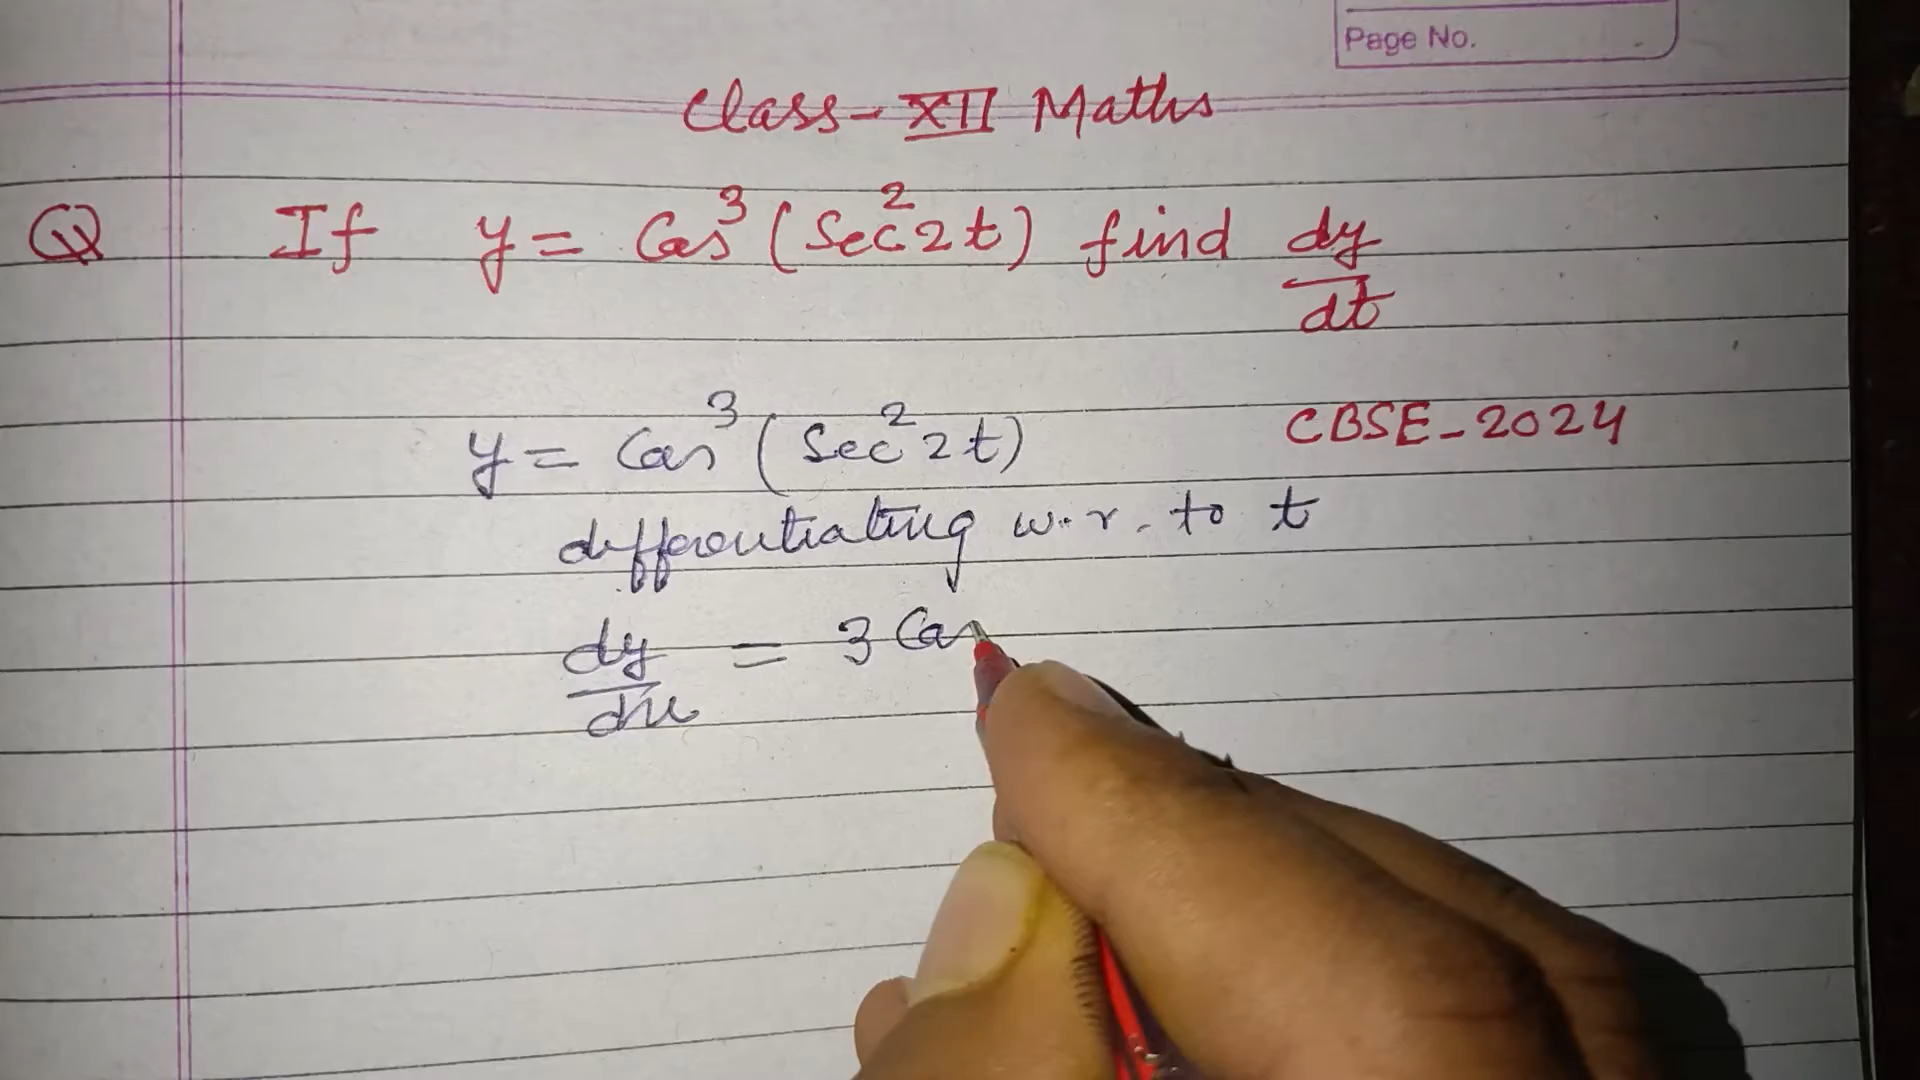 Page No.
Class-XII Maths
Q If y = Cos³ (Sec²2t) find dy/dt
y = Cos³ (Sec²2t) CBSE-2024
differentiating w.r. to t
dy/dx = 3 Cos